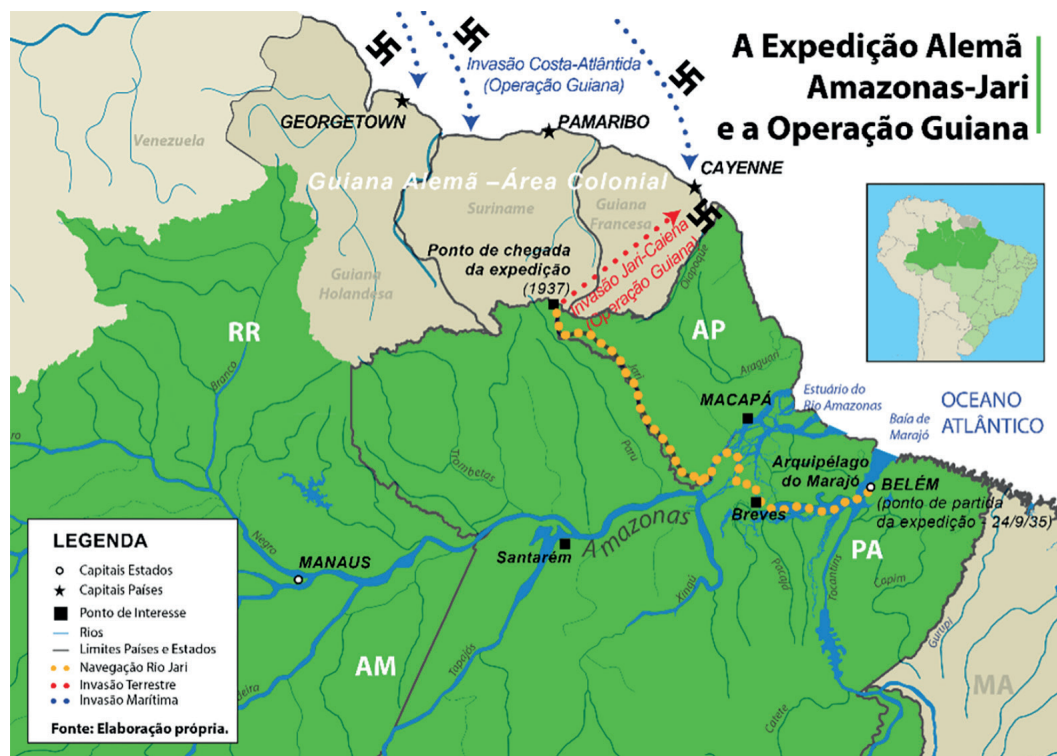 A Expedição Alemã
Amazonas-Jari
e a Operação Guiana
Invasão Costa-Atlântida
(Operação Guiana)
GEORGETOWN
PAMARIBO
CAYENNE
Venezuela
Guiana Alemã –Área Colonial
Suriname
Guiana
Francesa
Guiana
Holandesa
Ponto de chegada
da expedição
(1937)
Invasão Jari-Caiena
(Operação Guiana)
Oiapoque
RR
AP
Branco
Jari
Araguari
MACAPÁ
Estuário do
Rio Amazonas
Baía de
Marajó
OCEANO
ATLÂNTICO
Trombetas
Parú
Arquipélago
do Marajó
BELÉM
(ponto de partida
da expedição - 24/9/35)
Breves
Amazonas
Santarém
Negro
MANAUS
PA
Xingú
Pacajá
Tocantins
Capim
Gurupi
Tapajós
AM
MA
deira
Catete
LEGENDA
Capitais Estados
Capitais Países
Ponto de Interesse
Rios
Limites Países e Estados
Navegação Rio Jari
Invasão Terrestre
Invasão Marítima
Fonte: Elaboração própria.